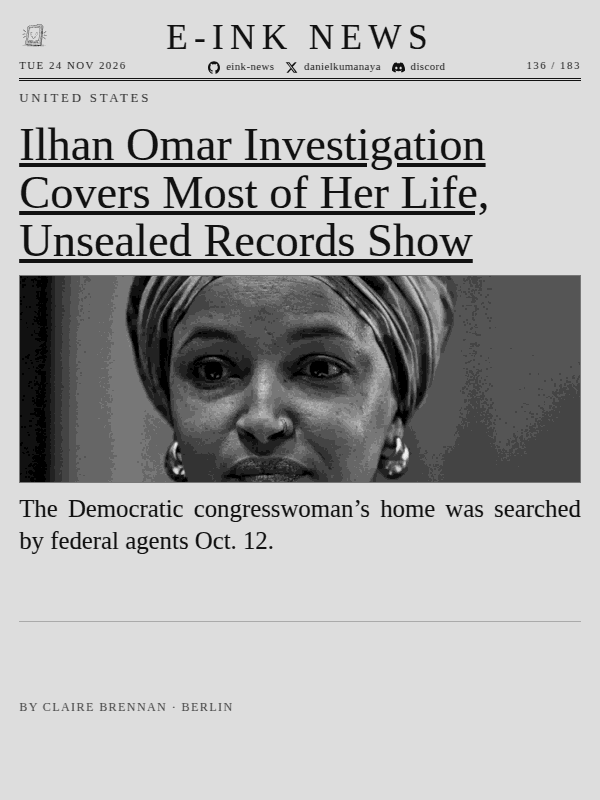 E-INK NEWS
TUE 24 NOV 2026
eink-news
danielkumanaya
discord
136 / 183
UNITED STATES
Ilhan Omar Investigation
Covers Most of Her Life,
Unsealed Records Show
The Democratic congresswoman’s home was searched
by federal agents Oct. 12.
BY CLAIRE BRENNAN · BERLIN